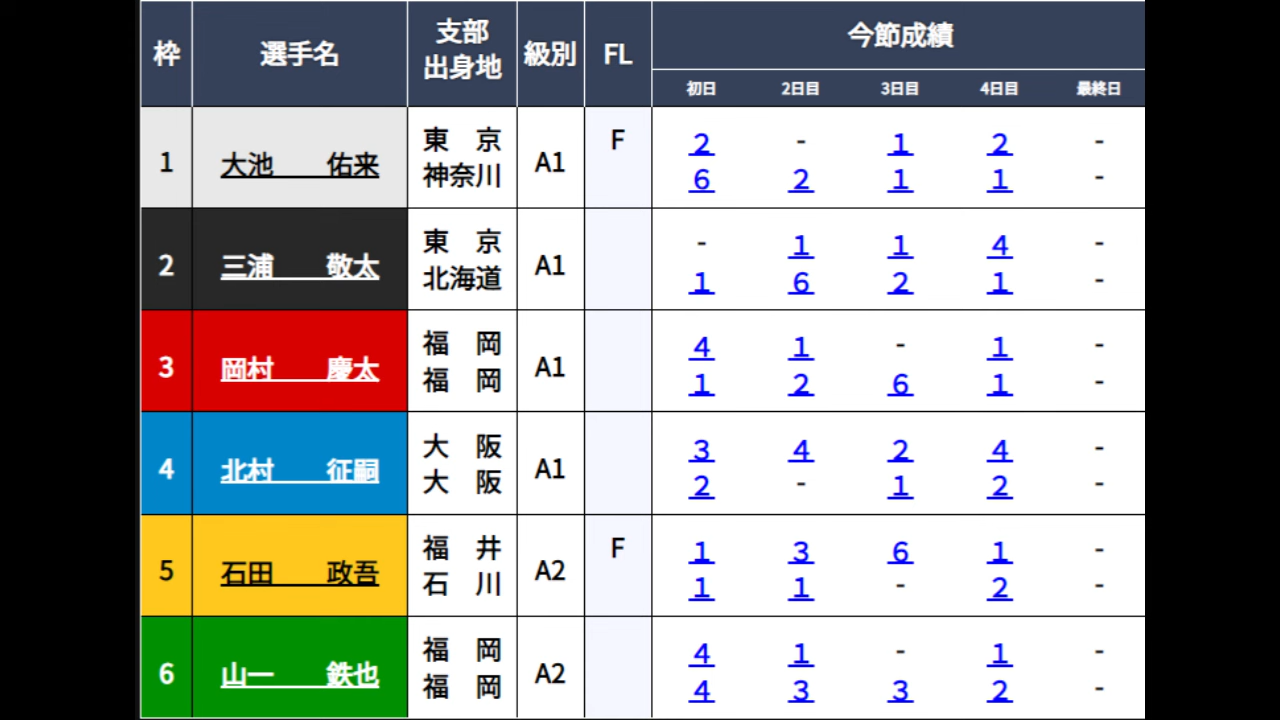 枠 選手名 支部 出身地 級別 FL 今節成績
初日 2日目 3日目 4日目 最終日
1 大池 佑来 東 京 A1 F 2 - 1 2 -
神奈川 6 2 1 1 -
2 三浦 敬太 東 京 A1 - 1 1 4 -
北海道 1 6 2 1 -
3 岡村 慶太 福 岡 A1 4 1 - 1 -
福 岡 1 2 6 1 -
4 北村 征嗣 大 阪 A1 3 4 2 4 -
大 阪 2 - 1 2 -
5 石田 政吾 福 井 A2 F 1 3 6 1 -
石 川 1 1 - 2 -
6 山一 鉄也 福 岡 A2 4 1 - 1 -
福 岡 4 3 3 2 -